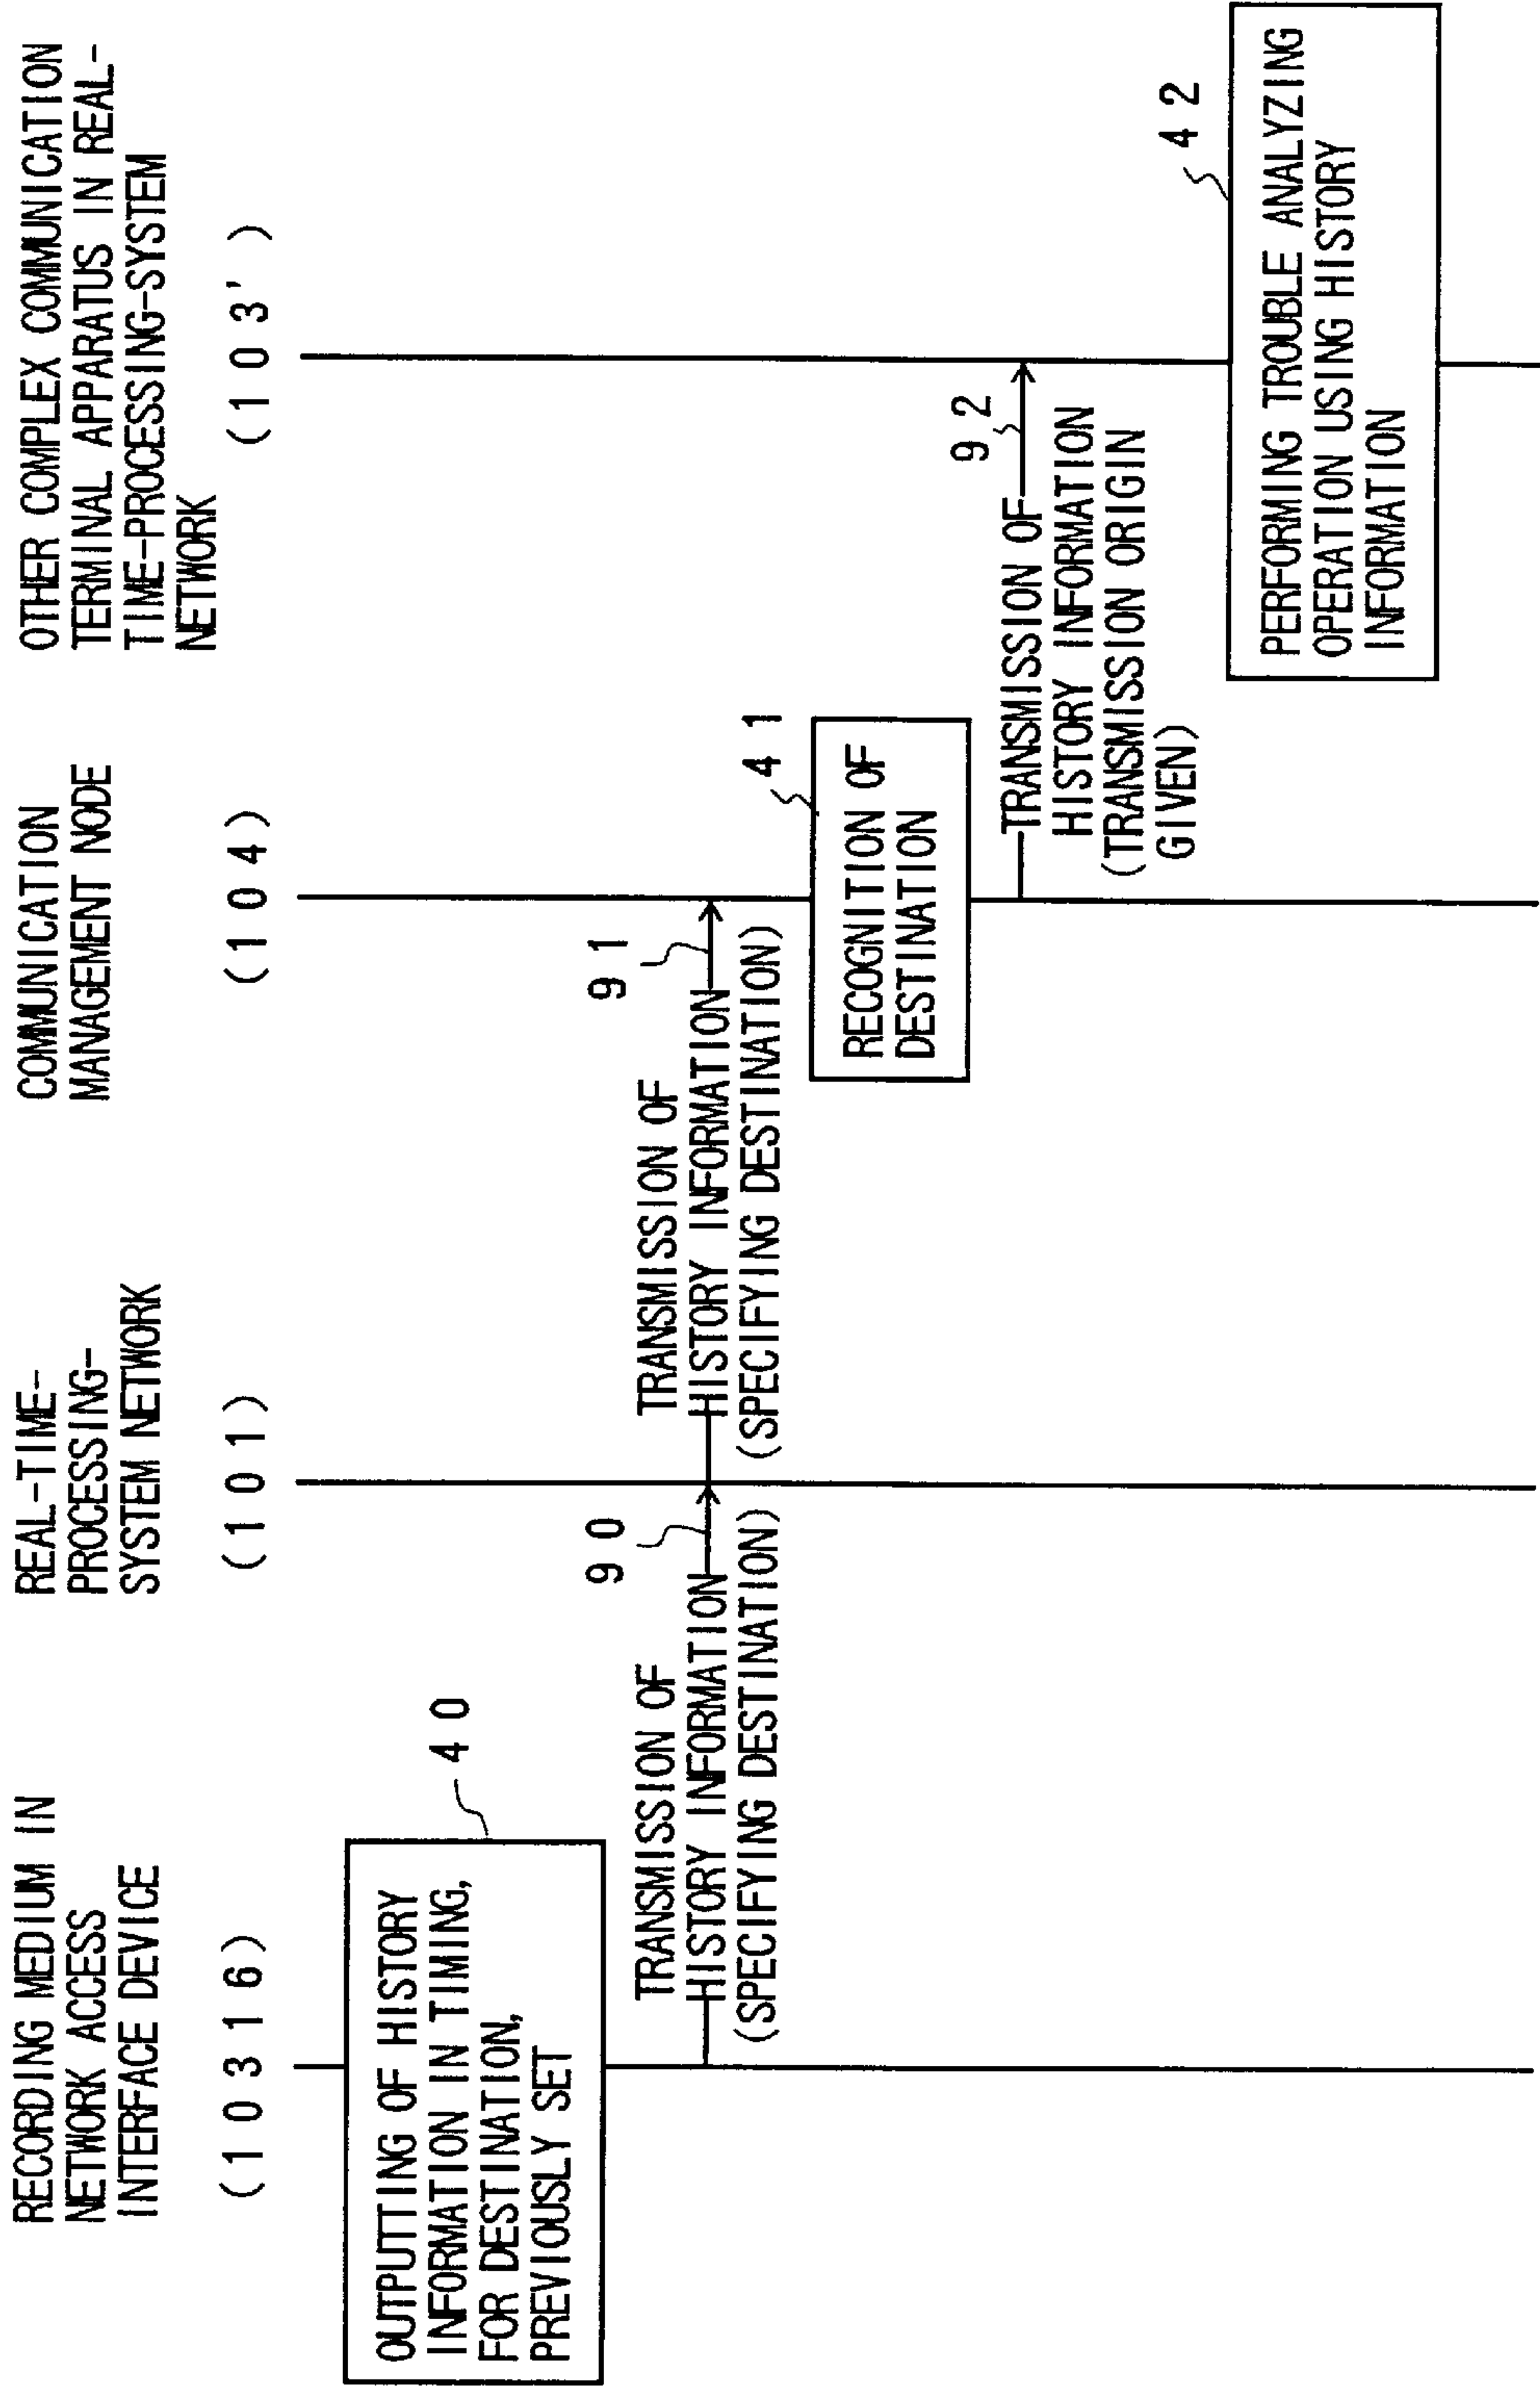 RECORDING MEDIUM IN
NETWORK ACCESS
INTERFACE DEVICE
(10316)
REAL-TIME-
PROCESSING-
SYSTEM NETWORK
(101)
COMMUNICATION
MANAGEMENT NODE
(104)
OTHER COMPLEX COMMUNICATION
TERMINAL APPARATUS IN REAL-
TIME-PROCESSING-SYSTEM
NETWORK
(103')
OUTPUTTING OF HISTORY
INFORMATION IN TIMING,
FOR DESTINATION,
PREVIOUSLY SET
40
90
TRANSMISSION OF
HISTORY INFORMATION
(SPECIFYING DESTINATION)
91
TRANSMISSION OF
HISTORY INFORMATION
(SPECIFYING DESTINATION)
41
RECOGNITION OF
DESTINATION
92
TRANSMISSION OF
HISTORY INFORMATION
(TRANSMISSION ORIGIN
GIVEN)
42
PERFORMING TROUBLE ANALYZING
OPERATION USING HISTORY
INFORMATION